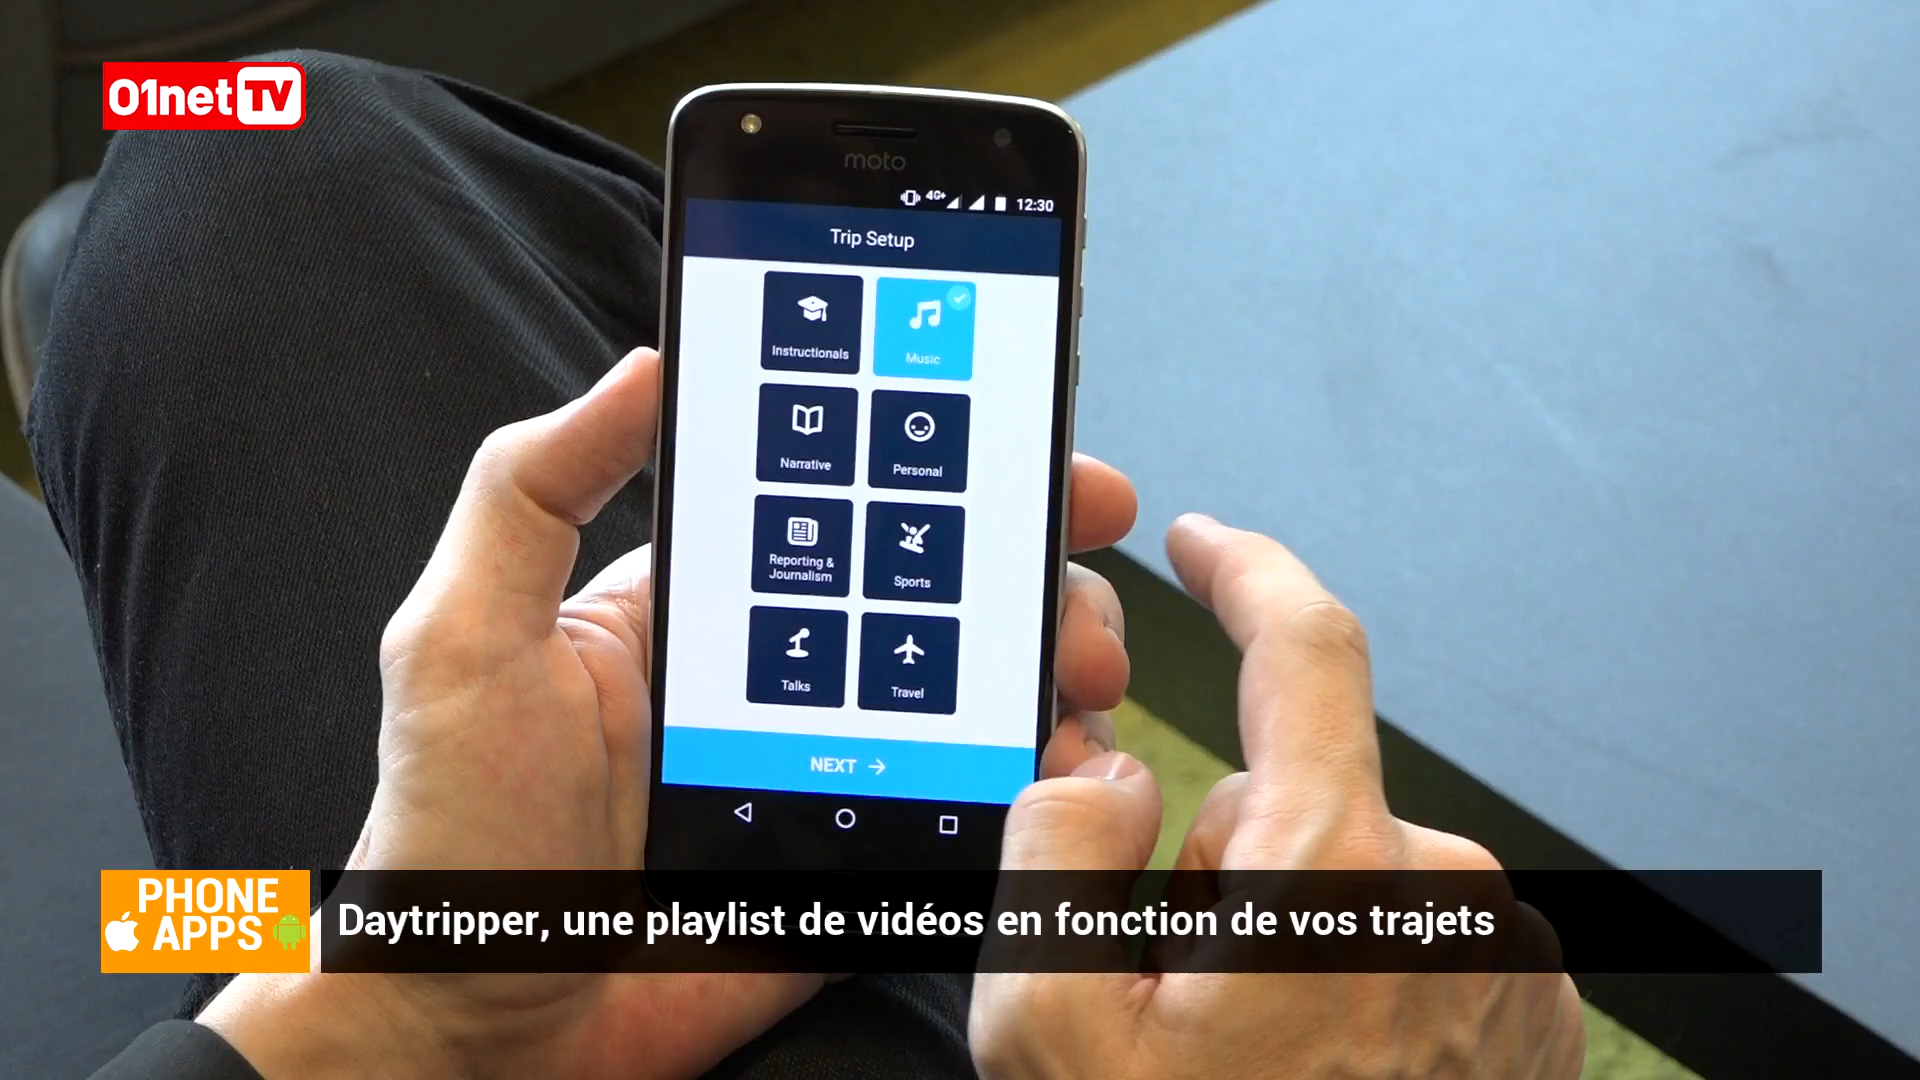 01net TV
moto
4G+ 12:30
Trip Setup
Instructionals
Music
Narrative
Personal
Reporting &
Journalism
Sports
Talks
Travel
NEXT →
PHONE
APPS
Daytripper, une playlist de vidéos en fonction de vos trajets